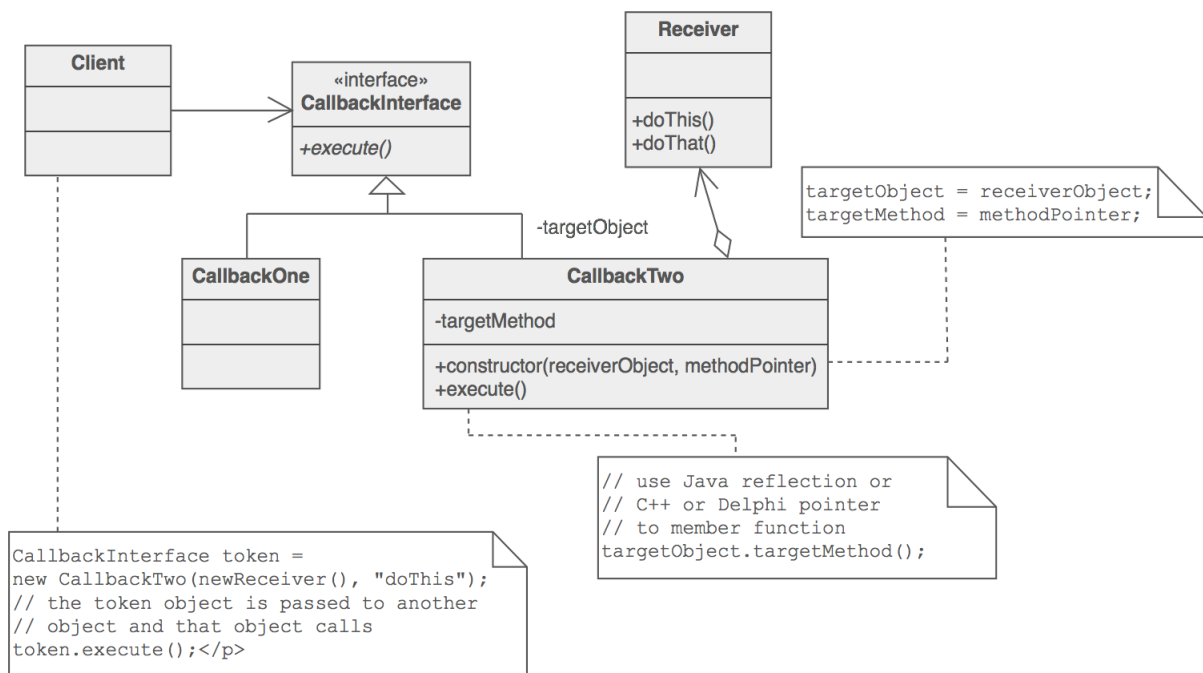 Client
«interface»
CallbackInterface
+execute()
Receiver
+doThis()
+doThat()
targetObject = receiverObject;
targetMethod = methodPointer;
-targetObject
CallbackOne
CallbackTwo
-targetMethod
+constructor(receiverObject, methodPointer)
+execute()
// use Java reflection or
// C++ or Delphi pointer
// to member function
targetObject.targetMethod();
CallbackInterface token =
new CallbackTwo(newReceiver(), "doThis");
// the token object is passed to another
// object and that object calls
token.execute();</p>